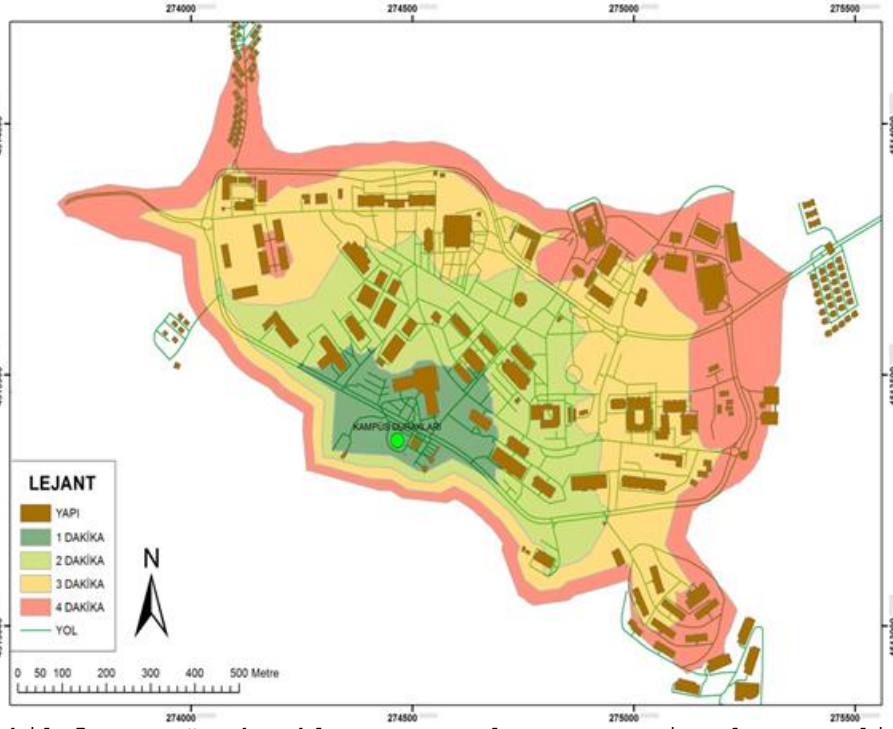 274000 274500 275000 275500
KAMPÜS DURAKLARI
LEJANT
YAPI
1 DAKİKA
2 DAKİKA
3 DAKİKA
4 DAKİKA
YOL
N
0 50 100 200 300 400 500 Metre
274000 274500 275000 275500